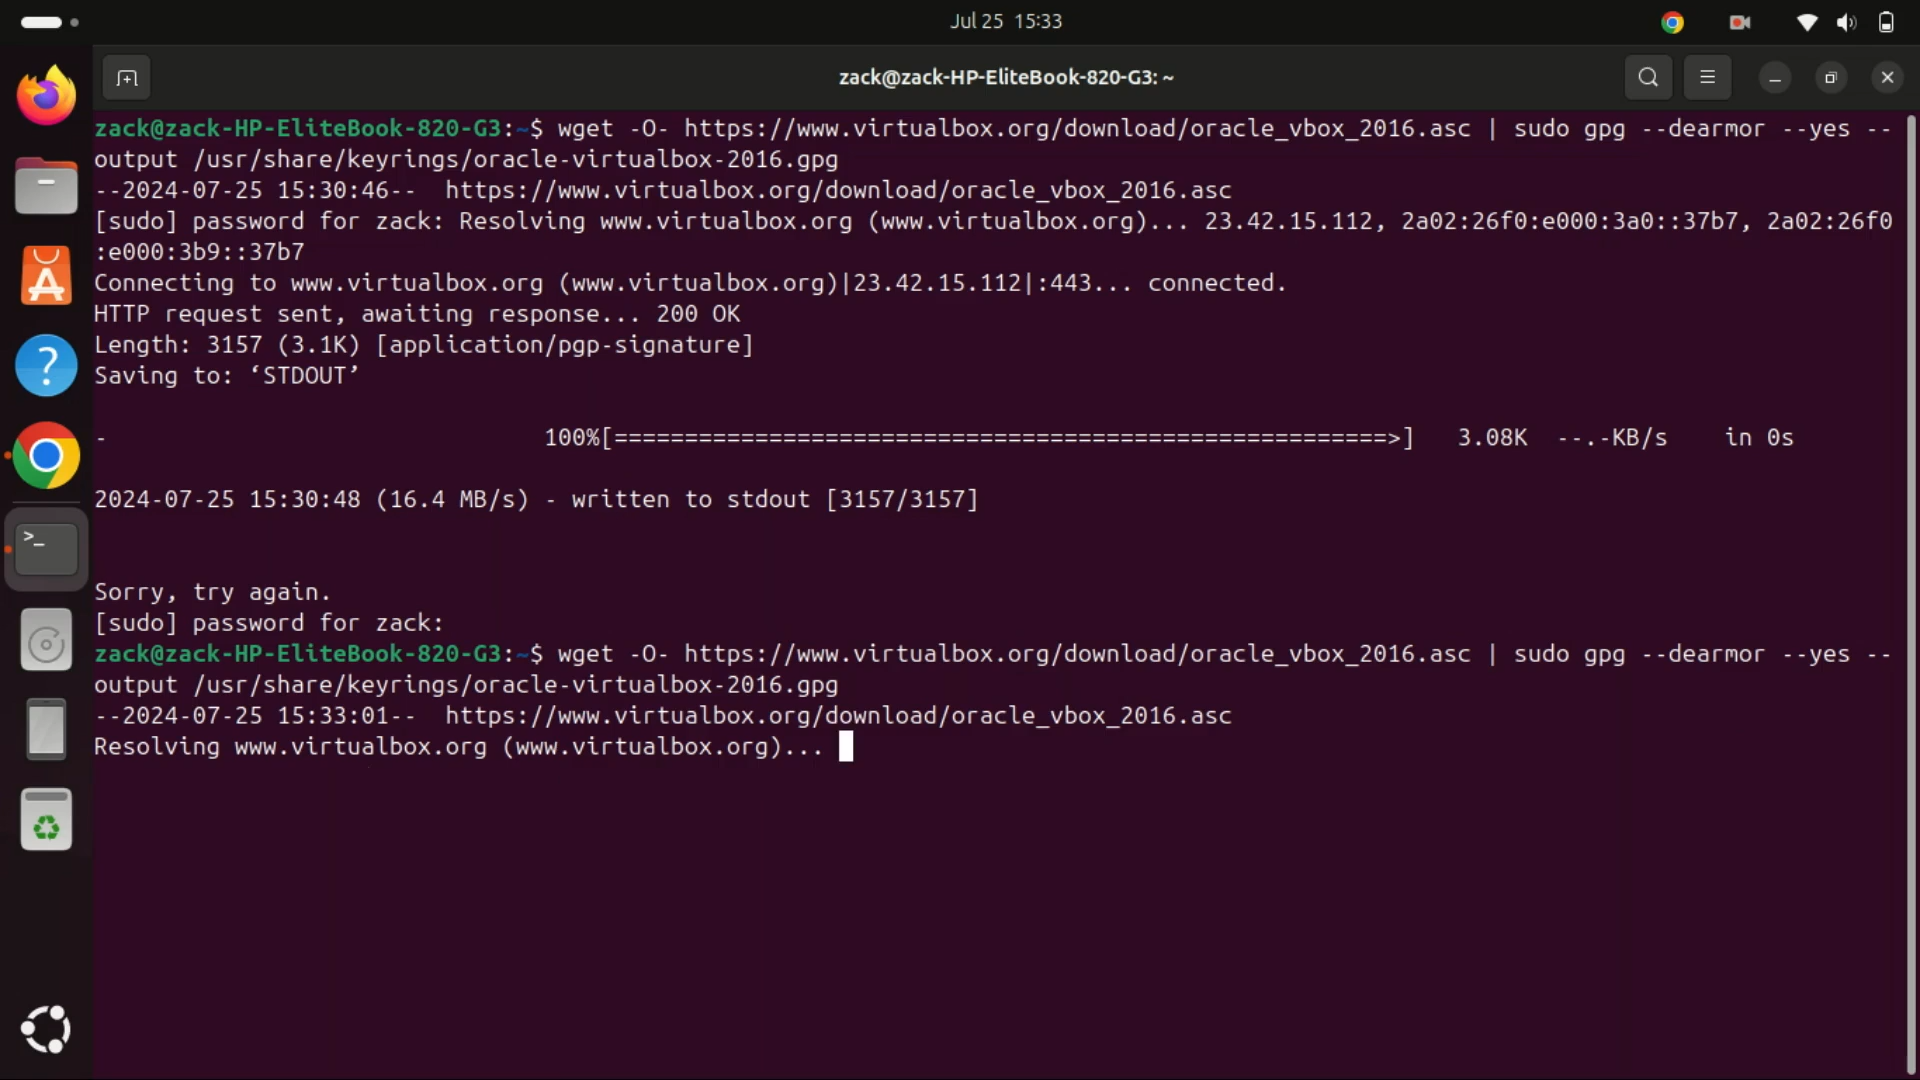 Jul 25 15:33
zack@zack-HP-EliteBook-820-G3: ~
zack@zack-HP-EliteBook-820-G3:~$ wget -O- https://www.virtualbox.org/download/oracle_vbox_2016.asc | sudo gpg --dearmor --yes --
output /usr/share/keyrings/oracle-virtualbox-2016.gpg
--2024-07-25 15:30:46--  https://www.virtualbox.org/download/oracle_vbox_2016.asc
[sudo] password for zack: Resolving www.virtualbox.org (www.virtualbox.org)... 23.42.15.112, 2a02:26f0:e000:3a0::37b7, 2a02:26f0
:e000:3b9::37b7
Connecting to www.virtualbox.org (www.virtualbox.org)|23.42.15.112|:443... connected.
HTTP request sent, awaiting response... 200 OK
Length: 3157 (3.1K) [application/pgp-signature]
Saving to: ‘STDOUT’
-                               100%[=======================================================>]   3.08K  --.-KB/s    in 0s
2024-07-25 15:30:48 (16.4 MB/s) - written to stdout [3157/3157]
Sorry, try again.
[sudo] password for zack:
zack@zack-HP-EliteBook-820-G3:~$ wget -O- https://www.virtualbox.org/download/oracle_vbox_2016.asc | sudo gpg --dearmor --yes --
output /usr/share/keyrings/oracle-virtualbox-2016.gpg
--2024-07-25 15:33:01--  https://www.virtualbox.org/download/oracle_vbox_2016.asc
Resolving www.virtualbox.org (www.virtualbox.org)...